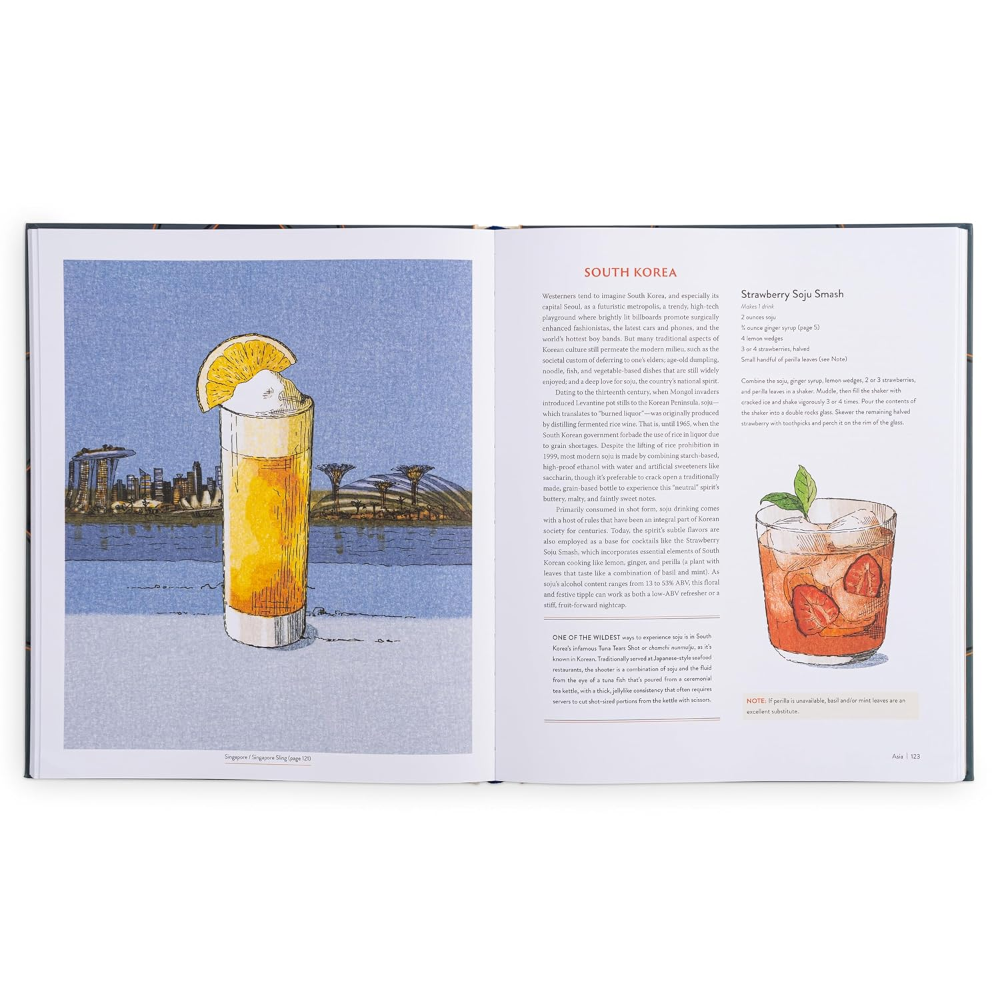 Singapore / Singapore Sling (page 121)
SOUTH KOREA
Westerners tend to imagine South Korea, and especially its
capital Seoul, as a futuristic metropolis, a trendy, high-tech
playground where brightly lit billboards promote surgically
enhanced fashionistas, the latest cars and phones, and the
world's hottest boy bands. But many traditional aspects of
Korean culture still permeate the modern milieu, such as the
societal custom of deferring to one's elders; age-old dumpling,
noodle, fish, and vegetable-based dishes that are still widely
enjoyed; and a deep love for soju, the country's national spirit.
Dating to the thirteenth century, when Mongol invaders
introduced Levantine pot stills to the Korean Peninsula, soju—
which translates to "burned liquor"—was originally produced
by distilling fermented rice wine. That is, until 1965, when the
South Korean government forbade the use of rice in liquor due
to grain shortages. Despite the lifting of rice prohibition in
1999, most modern soju is made by combining starch-based,
high-proof ethanol with water and artificial sweeteners like
saccharin, though it's preferable to crack open a traditionally
made, grain-based bottle to experience this "neutral" spirit's
buttery, malty, and faintly sweet notes.
Primarily consumed in shot form, soju drinking comes
with a host of rules that have been an integral part of Korean
society for centuries. Today, the spirit's subtle flavors are
also employed as a base for cocktails like the Strawberry
Soju Smash, which incorporates essential elements of South
Korean cooking like lemon, ginger, and perilla (a plant with
leaves that taste like a combination of basil and mint). As
soju's alcohol content ranges from 13 to 53% ABV, this floral
and festive tipple can work as both a low-ABV refresher or a
stiff, fruit-forward nightcap.
ONE OF THE WILDEST ways to experience soju is in South
Korea's infamous Tuna Tears Shot or chamchi nunmulju, as it's
known in Korean. Traditionally served at Japanese-style seafood
restaurants, the shooter is a combination of soju and the fluid
from the eye of a tuna fish that's poured from a ceremonial
tea kettle, with a thick, jellylike consistency that often requires
servers to cut shot-sized portions from the kettle with scissors.
Strawberry Soju Smash
Makes 1 drink
2 ounces soju
¾ ounce ginger syrup (page 5)
4 lemon wedges
3 or 4 strawberries, halved
Small handful of perilla leaves (see Note)
Combine the soju, ginger syrup, lemon wedges, 2 or 3 strawberries,
and perilla leaves in a shaker. Muddle, then fill the shaker with
cracked ice and shake vigorously 3 or 4 times. Pour the contents of
the shaker into a double rocks glass. Skewer the remaining halved
strawberry with toothpicks and perch it on the rim of the glass.
NOTE: If perilla is unavailable, basil and/or mint leaves are an
excellent substitute.
Asia | 123